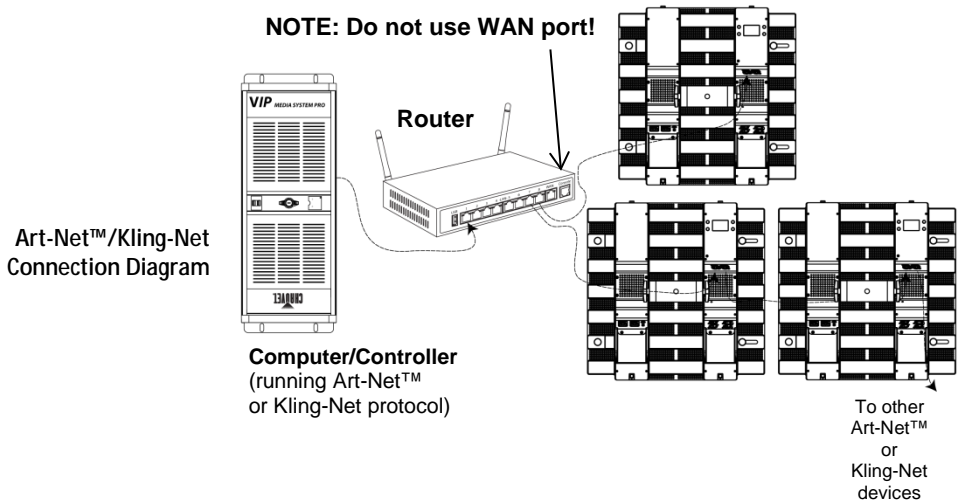 NOTE: Do not use WAN port!
VIP MEDIA SYSTEM PRO
Router
Art-Net™/Kling-Net
Connection Diagram
CHAUVET
Computer/Controller
(running Art-Net™
or Kling-Net protocol)
To other
Art-Net™
or
Kling-Net
devices